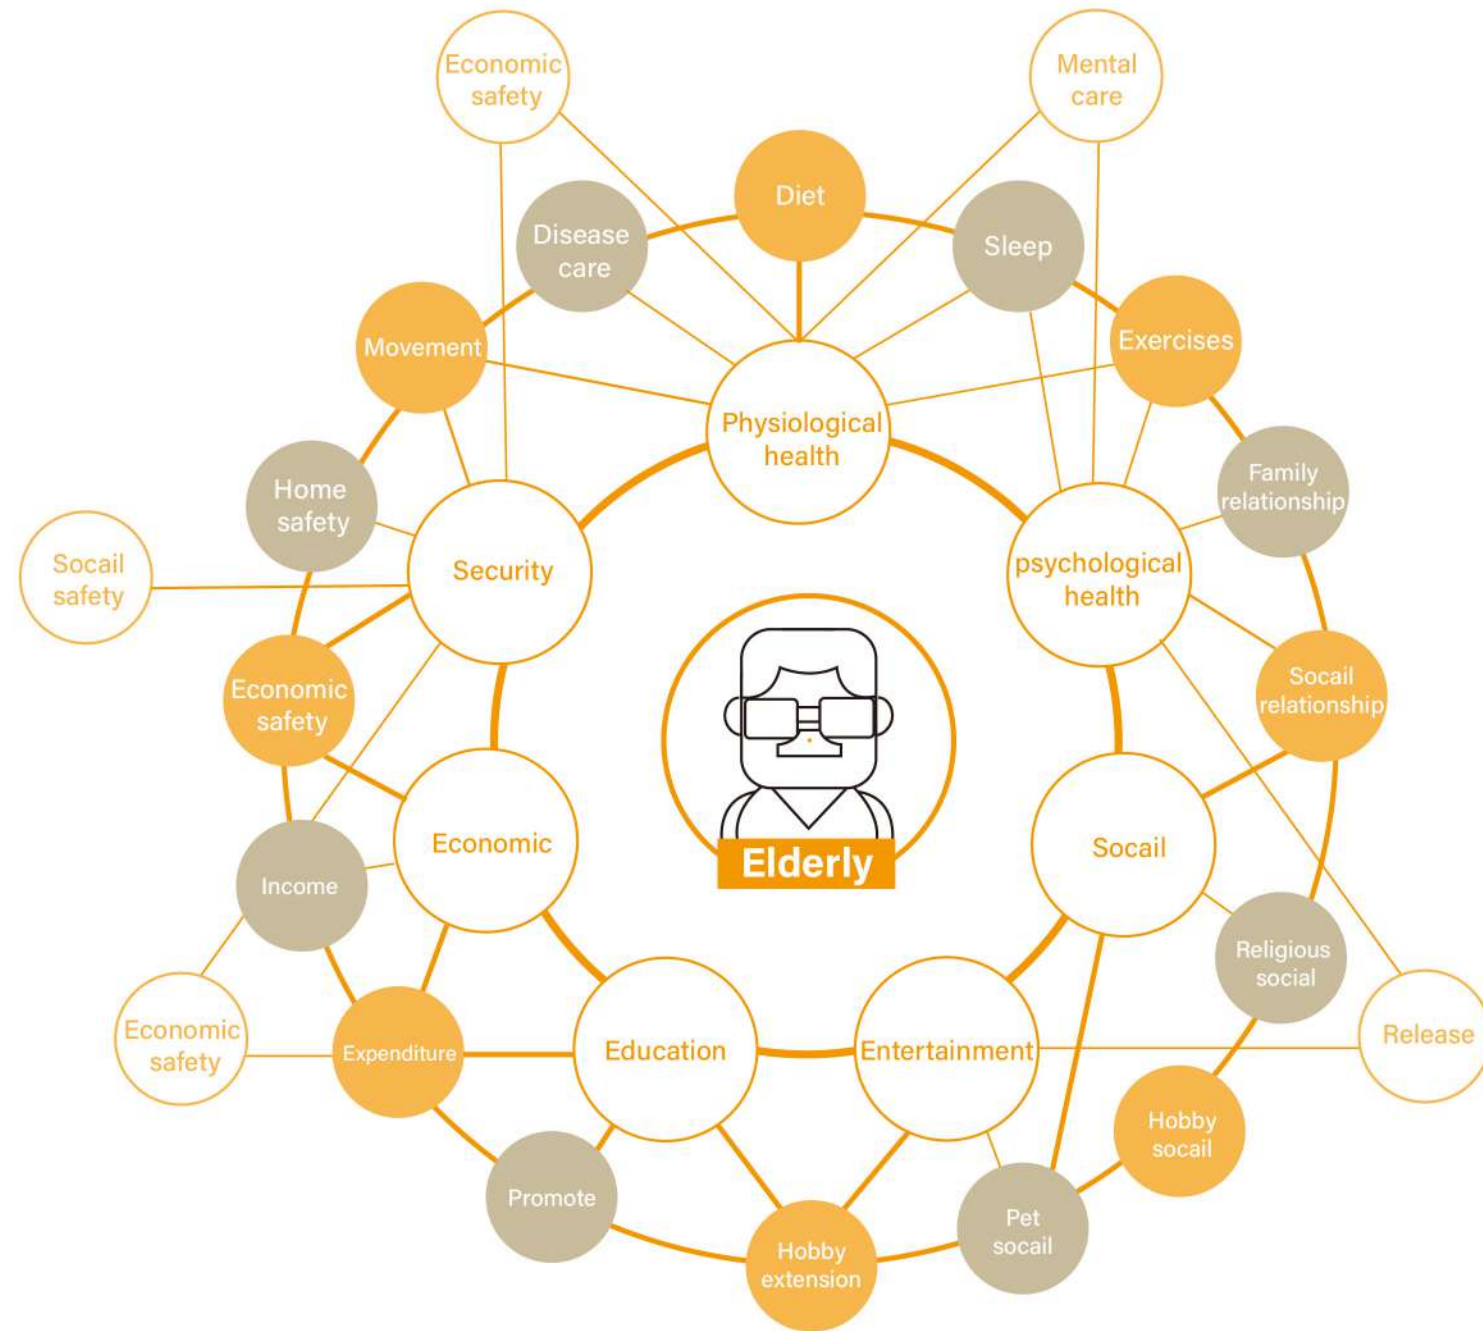 Economic
safety
Mental
care
Diet
Disease
care
Sleep
Movement
Exercises
Physiological
health
Home
safety
Family
relationship
Socail
safety
Security
psychological
health
Economic
safety
Socail
relationship
Economic
Socail
Elderly
Income
Religious
social
Economic
safety
Expenditure
Education
Entertainment
Release
Hobby
socail
Promote
Pet
socail
Hobby
extension